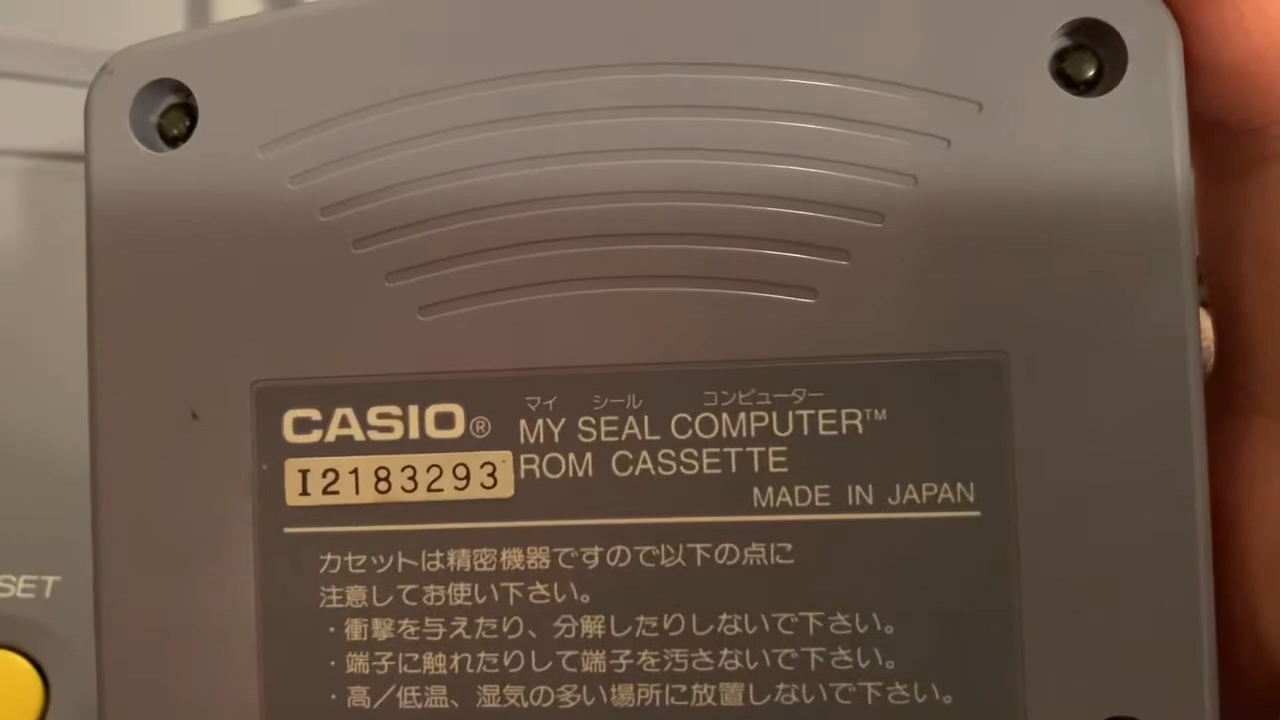 マイ シール コンピューター
CASIO® MY SEAL COMPUTER™
I2183293 ROM CASSETTE
MADE IN JAPAN
カセットは精密機器ですので以下の点に
注意してお使い下さい。
・衝撃を与えたり、分解したりしないで下さい。
・端子に触れたりして端子を汚さないで下さい。
・高／低温、湿気の多い場所に放置しないで下さい。
SET